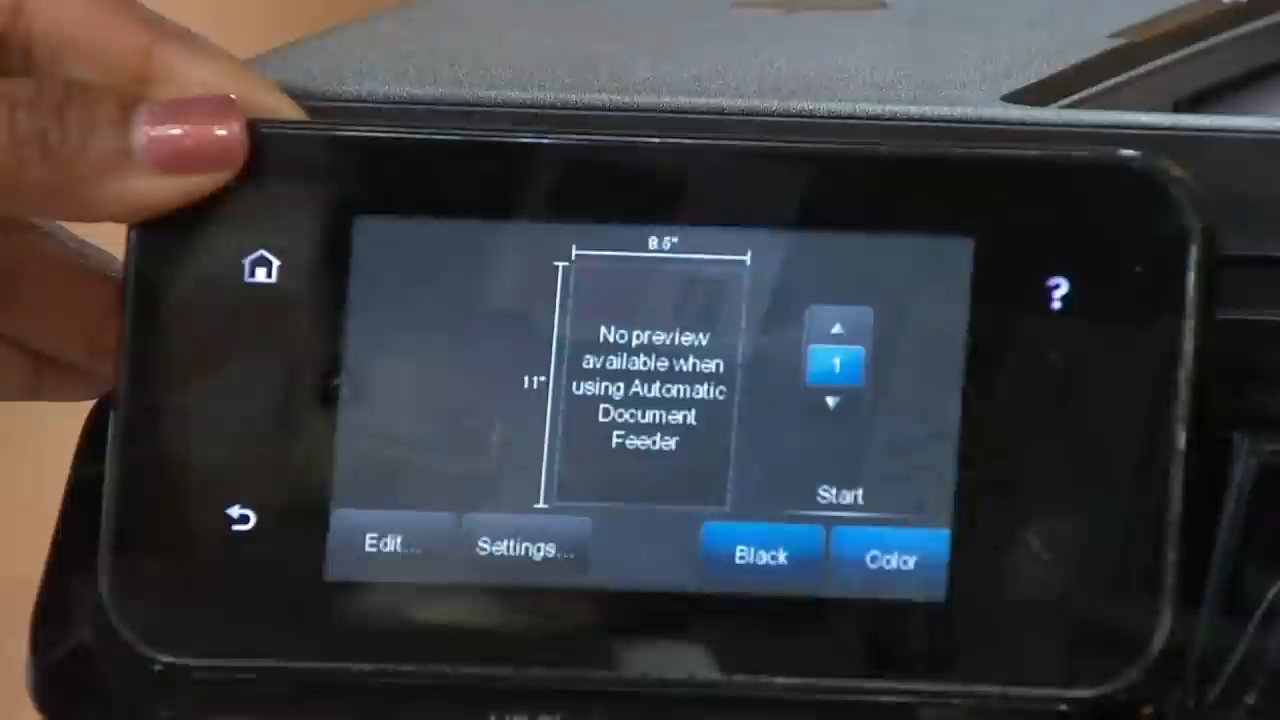 8.5"
No preview
available when
using Automatic
Document
Feeder
11"
1
?
Start
Edit...
Settings...
Black
Color